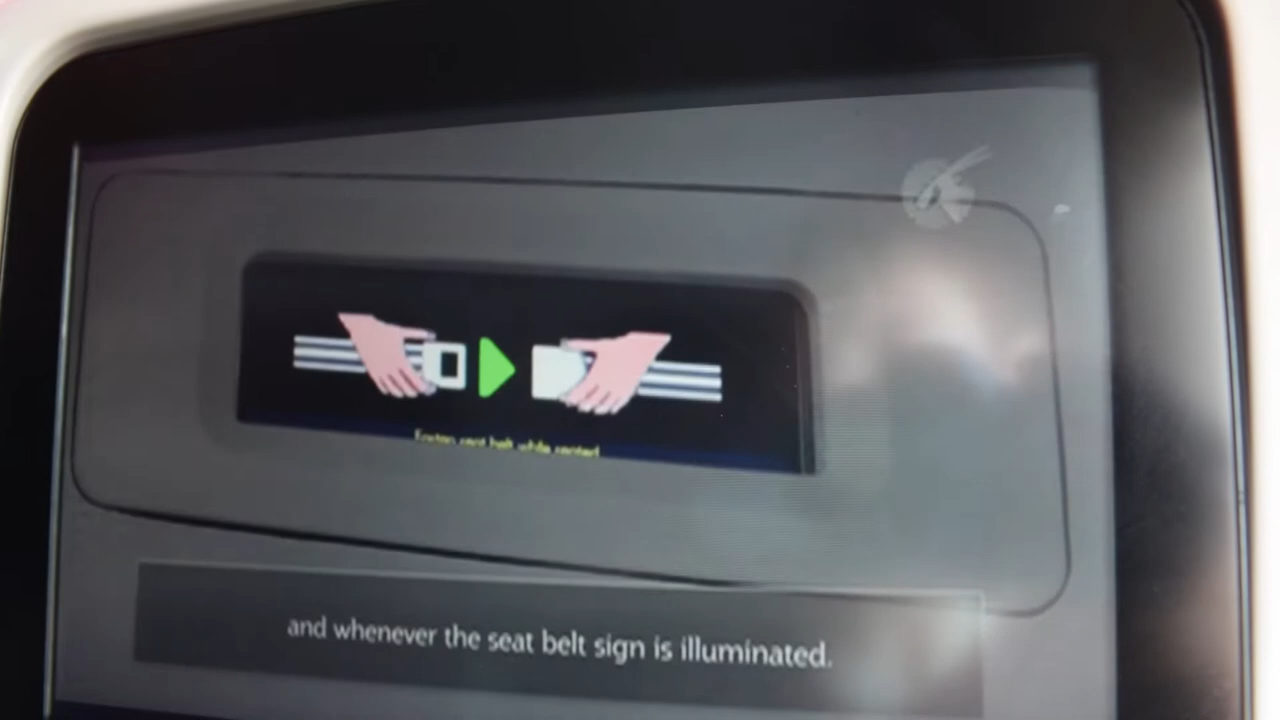 Fasten seat belt while seated
and whenever the seat belt sign is illuminated.